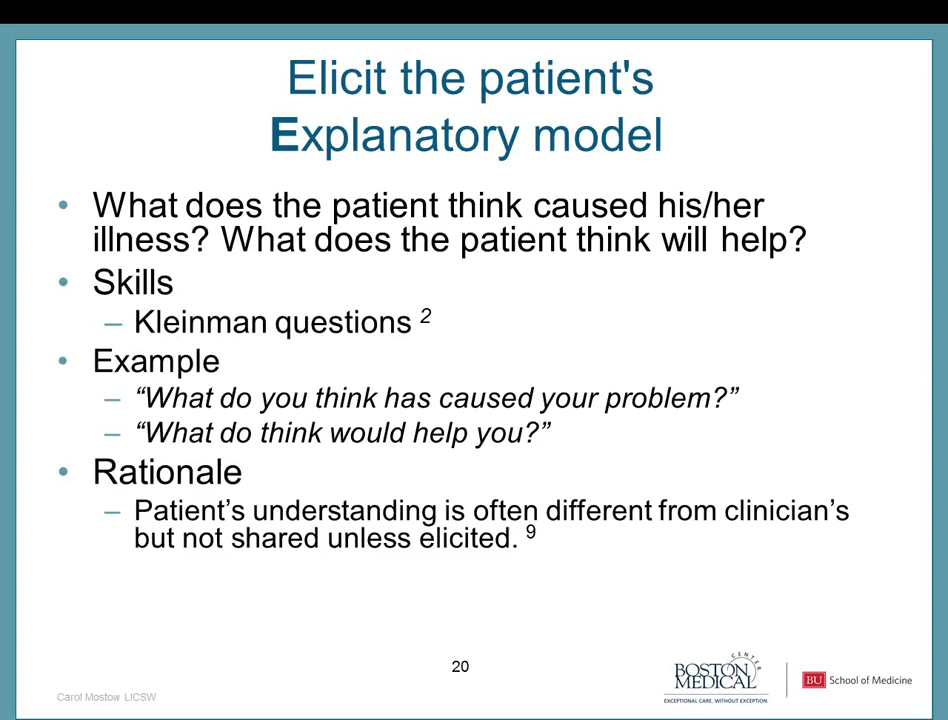 Elicit the patient's
Explanatory model
• What does the patient think caused his/her
illness? What does the patient think will help?
• Skills
– Kleinman questions 2
• Example
– “What do you think has caused your problem?”
– “What do think would help you?”
• Rationale
– Patient’s understanding is often different from clinician’s
but not shared unless elicited. 9
20
Carol Mostow LICSW
BOSTON
MEDICAL
CENTER
EXCEPTIONAL CARE. WITHOUT EXCEPTION
BU School of Medicine